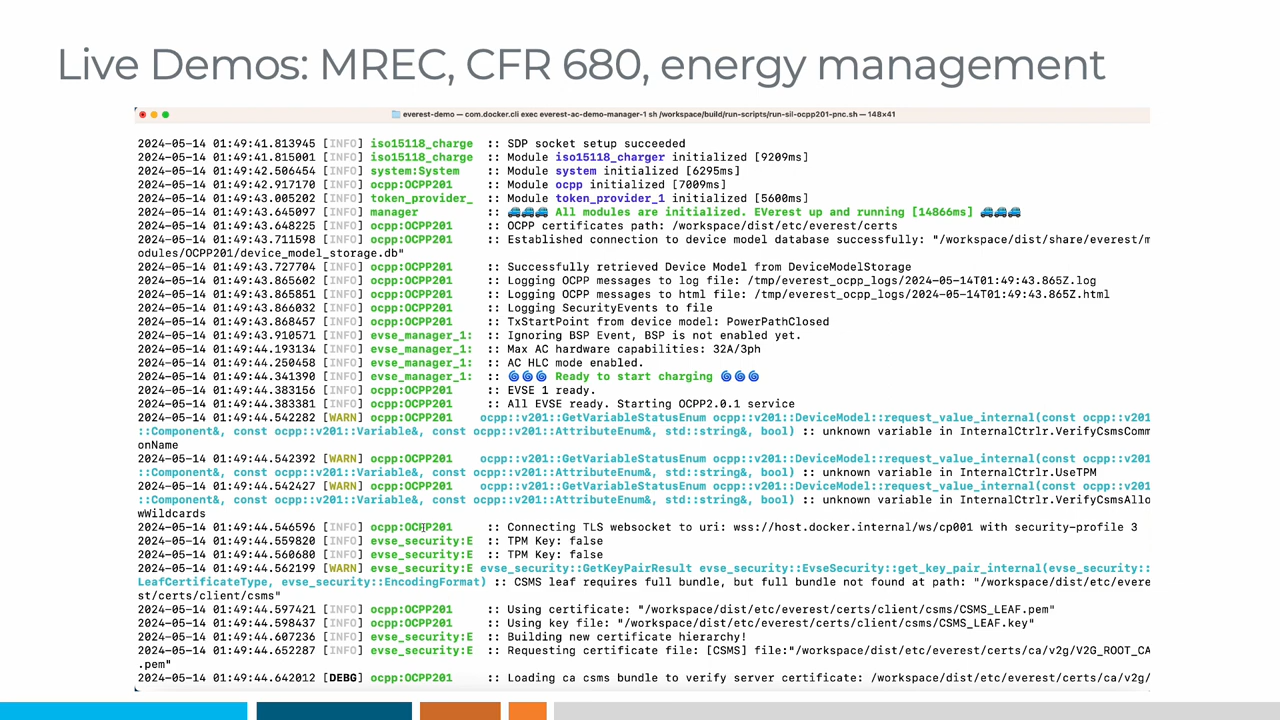 Live Demos: MREC, CFR 680, energy management
everest-demo — com.docker.cli exec everest-ac-demo-manager-1 sh /workspace/build/run-scripts/run-sil-ocpp201-pnc.sh — 148×41
2024-05-14 01:49:41.813945 [INFO] iso15118_charge :: SDP socket setup succeeded
2024-05-14 01:49:41.815001 [INFO] iso15118_charge :: Module iso15118_charger initialized [9209ms]
2024-05-14 01:49:42.506454 [INFO] system:System :: Module system initialized [6295ms]
2024-05-14 01:49:42.917170 [INFO] ocpp:OCPP201 :: Module ocpp initialized [7009ms]
2024-05-14 01:49:43.005202 [INFO] token_provider_ :: Module token_provider_1 initialized [5600ms]
2024-05-14 01:49:43.645097 [INFO] manager :: 🚙🚙🚙 All modules are initialized. EVerest up and running [14866ms] 🚙🚙🚙
2024-05-14 01:49:43.648225 [INFO] ocpp:OCPP201 :: OCPP certificates path: /workspace/dist/etc/everest/certs
2024-05-14 01:49:43.711598 [INFO] ocpp:OCPP201 :: Established connection to device model database successfully: "/workspace/dist/share/everest/m
odules/OCPP201/device_model_storage.db"
2024-05-14 01:49:43.727704 [INFO] ocpp:OCPP201 :: Successfully retrieved Device Model from DeviceModelStorage
2024-05-14 01:49:43.865602 [INFO] ocpp:OCPP201 :: Logging OCPP messages to log file: /tmp/everest_ocpp_logs/2024-05-14T01:49:43.865Z.log
2024-05-14 01:49:43.865851 [INFO] ocpp:OCPP201 :: Logging OCPP messages to html file: /tmp/everest_ocpp_logs/2024-05-14T01:49:43.865Z.html
2024-05-14 01:49:43.866032 [INFO] ocpp:OCPP201 :: Logging SecurityEvents to file
2024-05-14 01:49:43.868457 [INFO] ocpp:OCPP201 :: TxStartPoint from device model: PowerPathClosed
2024-05-14 01:49:43.910571 [INFO] evse_manager_1: :: Ignoring BSP Event, BSP is not enabled yet.
2024-05-14 01:49:44.193134 [INFO] evse_manager_1: :: Max AC hardware capabilities: 32A/3ph
2024-05-14 01:49:44.250458 [INFO] evse_manager_1: :: AC HLC mode enabled.
2024-05-14 01:49:44.341390 [INFO] evse_manager_1: :: 🌀🌀🌀 Ready to start charging 🌀🌀🌀
2024-05-14 01:49:44.383156 [INFO] ocpp:OCPP201 :: EVSE 1 ready.
2024-05-14 01:49:44.383381 [INFO] ocpp:OCPP201 :: All EVSE ready. Starting OCPP2.0.1 service
2024-05-14 01:49:44.542282 [WARN] ocpp:OCPP201 ocpp::v201::GetVariableStatusEnum ocpp::v201::DeviceModel::request_value_internal(const ocpp::v201
::Component&, const ocpp::v201::Variable&, const ocpp::v201::AttributeEnum&, std::string&, bool) :: unknown variable in InternalCtrlr.VerifyCsmsComm
onName
2024-05-14 01:49:44.542392 [WARN] ocpp:OCPP201 ocpp::v201::GetVariableStatusEnum ocpp::v201::DeviceModel::request_value_internal(const ocpp::v201
::Component&, const ocpp::v201::Variable&, const ocpp::v201::AttributeEnum&, std::string&, bool) :: unknown variable in InternalCtrlr.UseTPM
2024-05-14 01:49:44.542427 [WARN] ocpp:OCPP201 ocpp::v201::GetVariableStatusEnum ocpp::v201::DeviceModel::request_value_internal(const ocpp::v201
::Component&, const ocpp::v201::Variable&, const ocpp::v201::AttributeEnum&, std::string&, bool) :: unknown variable in InternalCtrlr.VerifyCsmsAllo
wWildcards
2024-05-14 01:49:44.546596 [INFO] ocpp:OCPP201 :: Connecting TLS websocket to uri: wss://host.docker.internal/ws/cp001 with security-profile 3
2024-05-14 01:49:44.559820 [INFO] evse_security:E :: TPM Key: false
2024-05-14 01:49:44.560680 [INFO] evse_security:E :: TPM Key: false
2024-05-14 01:49:44.562199 [WARN] evse_security:E evse_security::GetKeyPairResult evse_security::EvseSecurity::get_key_pair_internal(evse_security::
LeafCertificateType, evse_security::EncodingFormat) :: CSMS leaf requires full bundle, but full bundle not found at path: "/workspace/dist/etc/evere
st/certs/client/csms"
2024-05-14 01:49:44.597421 [INFO] ocpp:OCPP201 :: Using certificate: "/workspace/dist/etc/everest/certs/client/csms/CSMS_LEAF.pem"
2024-05-14 01:49:44.598437 [INFO] ocpp:OCPP201 :: Using key file: "/workspace/dist/etc/everest/certs/client/csms/CSMS_LEAF.key"
2024-05-14 01:49:44.607236 [INFO] evse_security:E :: Building new certificate hierarchy!
2024-05-14 01:49:44.652287 [INFO] evse_security:E :: Requesting certificate file: [CSMS] file:"/workspace/dist/etc/everest/certs/ca/v2g/V2G_ROOT_CA
.pem"
2024-05-14 01:49:44.642012 [DEBG] ocpp:OCPP201 :: Loading ca csms bundle to verify server certificate: /workspace/dist/etc/everest/certs/ca/v2g/